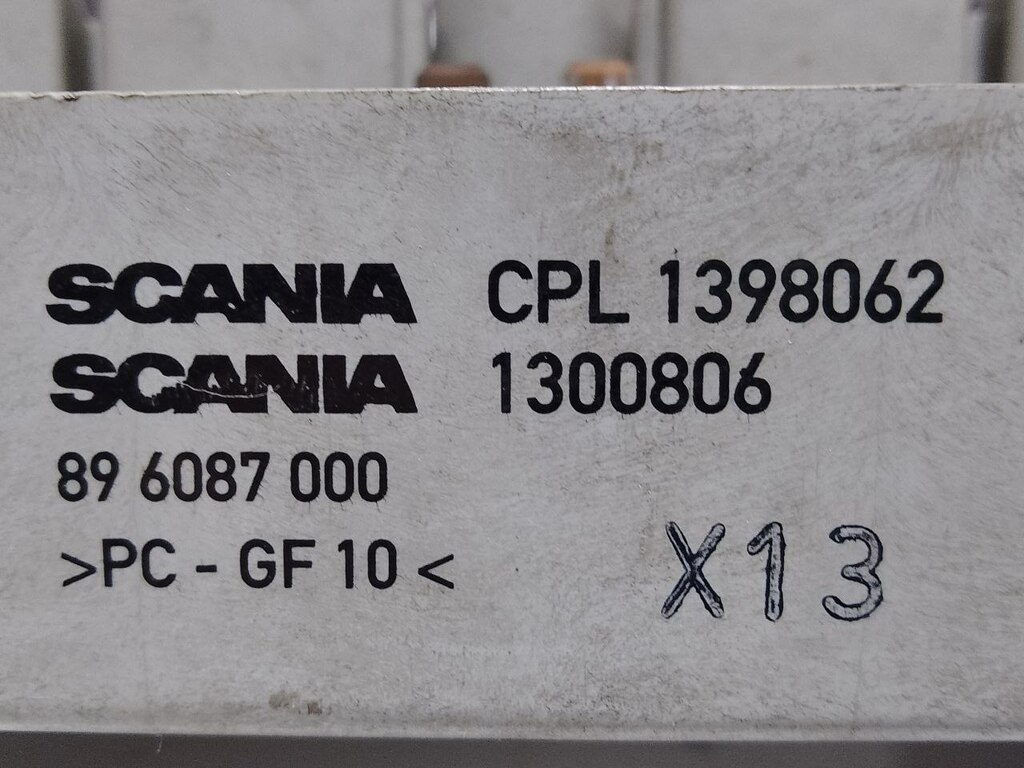 SCANIA CPL 1398062
SCANIA 1300806
89 6087 000
>PC - GF 10 <
X13